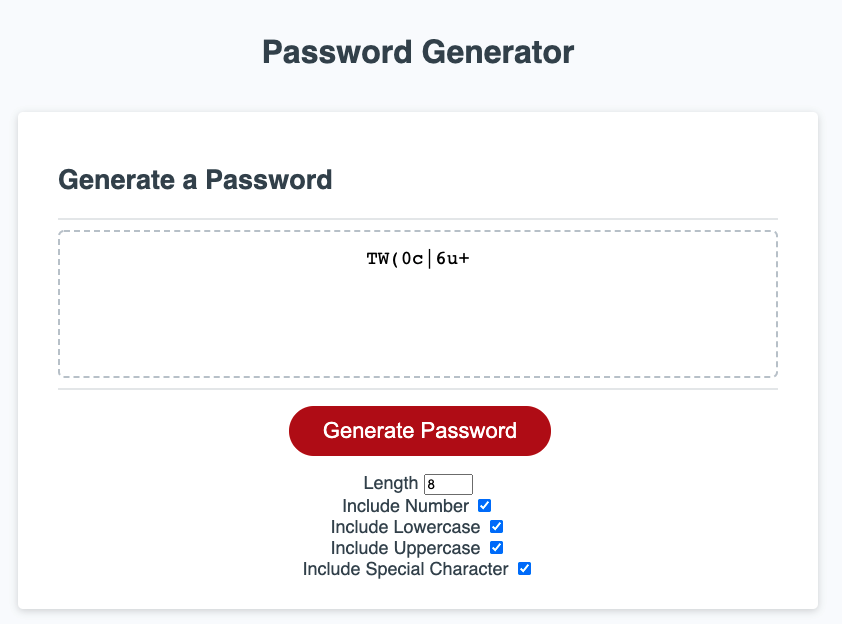 Password Generator
Generate a Password
TW(0c|6u+
Generate Password
Length 8
Include Number
Include Lowercase
Include Uppercase
Include Special Character